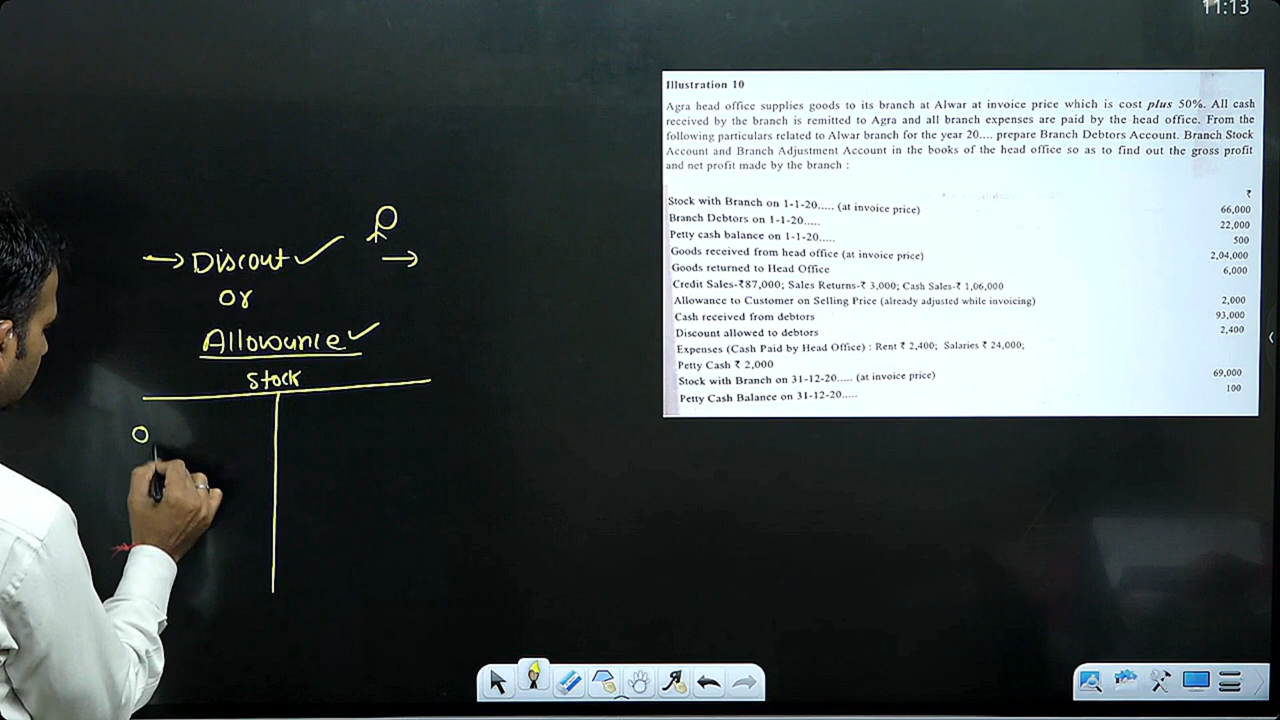 11:13
Illustration 10
Agra head office supplies goods to its branch at Alwar at invoice price which is cost plus 50%. All cash
received by the branch is remitted to Agra and all branch expenses are paid by the head office. From the
following particulars related to Alwar branch for the year 20.... prepare Branch Debtors Account. Branch Stock
Account and Branch Adjustment Account in the books of the head office so as to find out the gross profit
and net profit made by the branch :
₹
Stock with Branch on 1-1-20..... (at invoice price) 66,000
Branch Debtors on 1-1-20..... 22,000
Petty cash balance on 1-1-20..... 500
Goods received from head office (at invoice price) 2,04,000
Goods returned to Head Office 6,000
Credit Sales-₹87,000; Sales Returns-₹ 3,000; Cash Sales-₹ 1,06,000
Allowance to Customer on Selling Price (already adjusted while invoicing) 2,000
Cash received from debtors 93,000
Discount allowed to debtors 2,400
Expenses (Cash Paid by Head Office) : Rent ₹ 2,400; Salaries ₹ 24,000;
Petty Cash ₹ 2,000
Stock with Branch on 31-12-20..... (at invoice price) 69,000
Petty Cash Balance on 31-12-20..... 100
→ Discout ✓ →
or
Allowance ✓
Stock
O